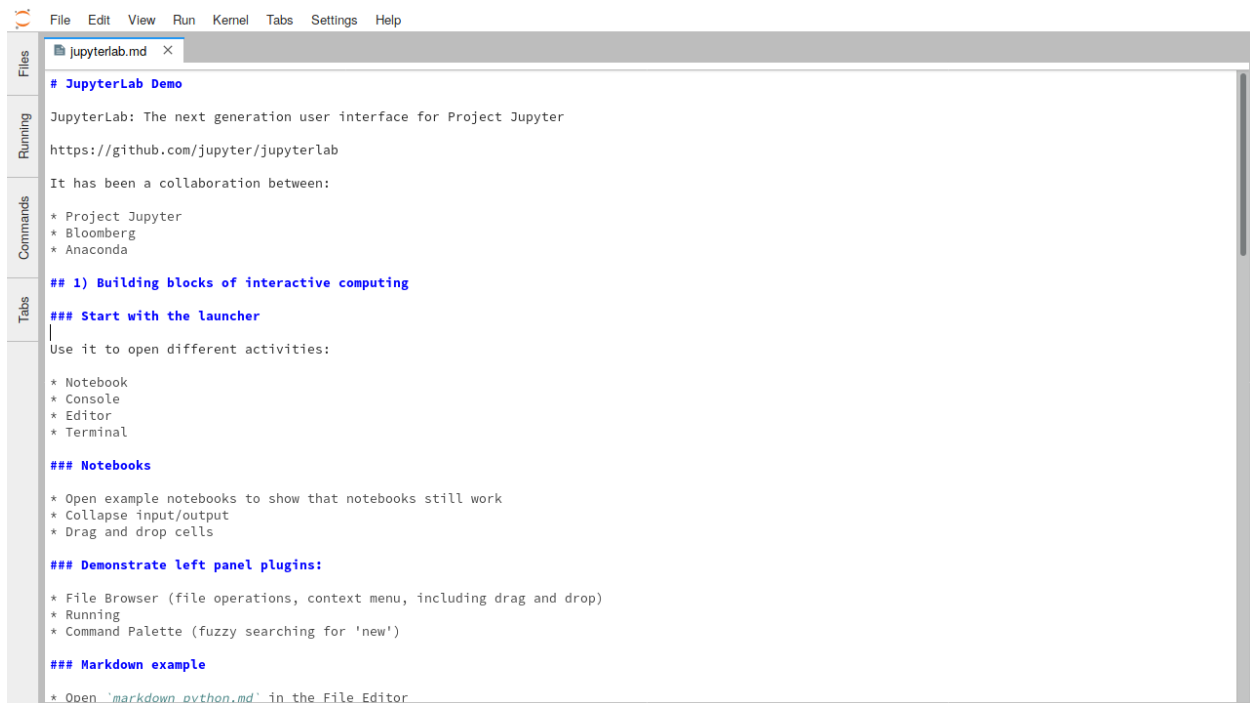 File Edit View Run Kernel Tabs Settings Help
Files
Running
Commands
Tabs
jupyterlab.md
# JupyterLab Demo
JupyterLab: The next generation user interface for Project Jupyter
https://github.com/jupyter/jupyterlab
It has been a collaboration between:
* Project Jupyter
* Bloomberg
* Anaconda
## 1) Building blocks of interactive computing
### Start with the launcher
Use it to open different activities:
* Notebook
* Console
* Editor
* Terminal
### Notebooks
* Open example notebooks to show that notebooks still work
* Collapse input/output
* Drag and drop cells
### Demonstrate left panel plugins:
* File Browser (file operations, context menu, including drag and drop)
* Running
* Command Palette (fuzzy searching for 'new')
### Markdown example
* Open `markdown_python.md` in the File Editor